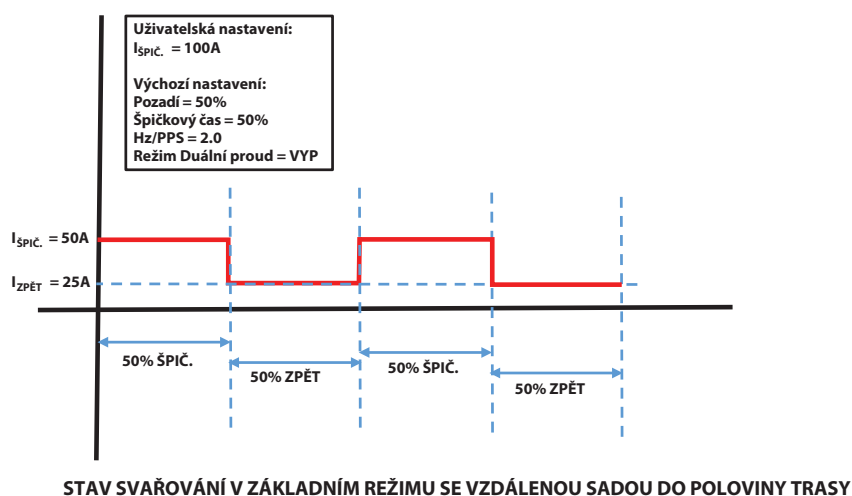 Uživatelská nastavení:
IŠPIČ. = 100A
Výchozí nastavení:
Pozadí = 50%
Špičkový čas = 50%
Hz/PPS = 2.0
Režim Duální proud = VYP
IŠPIČ. = 50A
IZPĚT = 25A
50% ŠPIČ.
50% ZPĚT
50% ŠPIČ.
50% ZPĚT
STAV SVAŘOVÁNÍ V ZÁKLADNÍM REŽIMU SE VZDÁLENOU SADOU DO POLOVINY TRASY